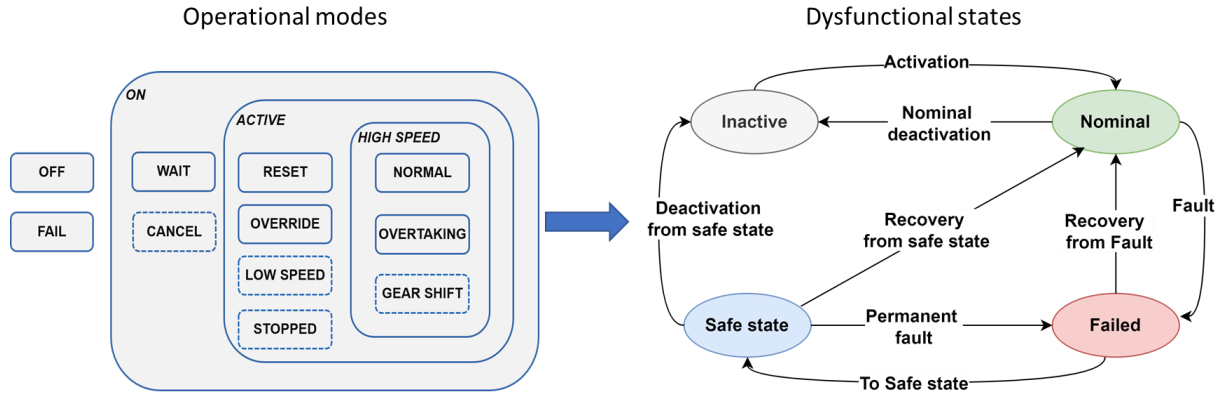 Operational modes
ON
ACTIVE
HIGH SPEED
OFF
WAIT
RESET
NORMAL
FAIL
CANCEL
OVERRIDE
OVERTAKING
LOW SPEED
GEAR SHIFT
STOPPED
Dysfunctional states
Activation
Inactive
Nominal
deactivation
Nominal
Deactivation
from safe state
Recovery
from safe state
Recovery
from Fault
Fault
Safe state
Permanent
fault
Failed
To Safe state